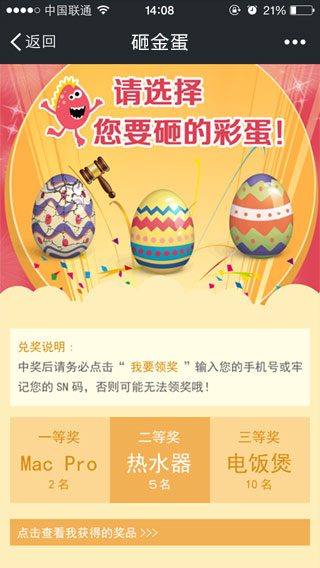 中国联通 14:08 21%
返回 砸金蛋
请选择
您要砸的彩蛋！
兑奖说明：
中奖后请务必点击“ 我要领奖 ”输入您的手机号或牢
记您的 SN 码，否则可能无法领奖哦！
一等奖 二等奖 三等奖
Mac Pro 热水器 电饭煲
2 名 5 名 10 名
点击查看我获得的奖品 >>>